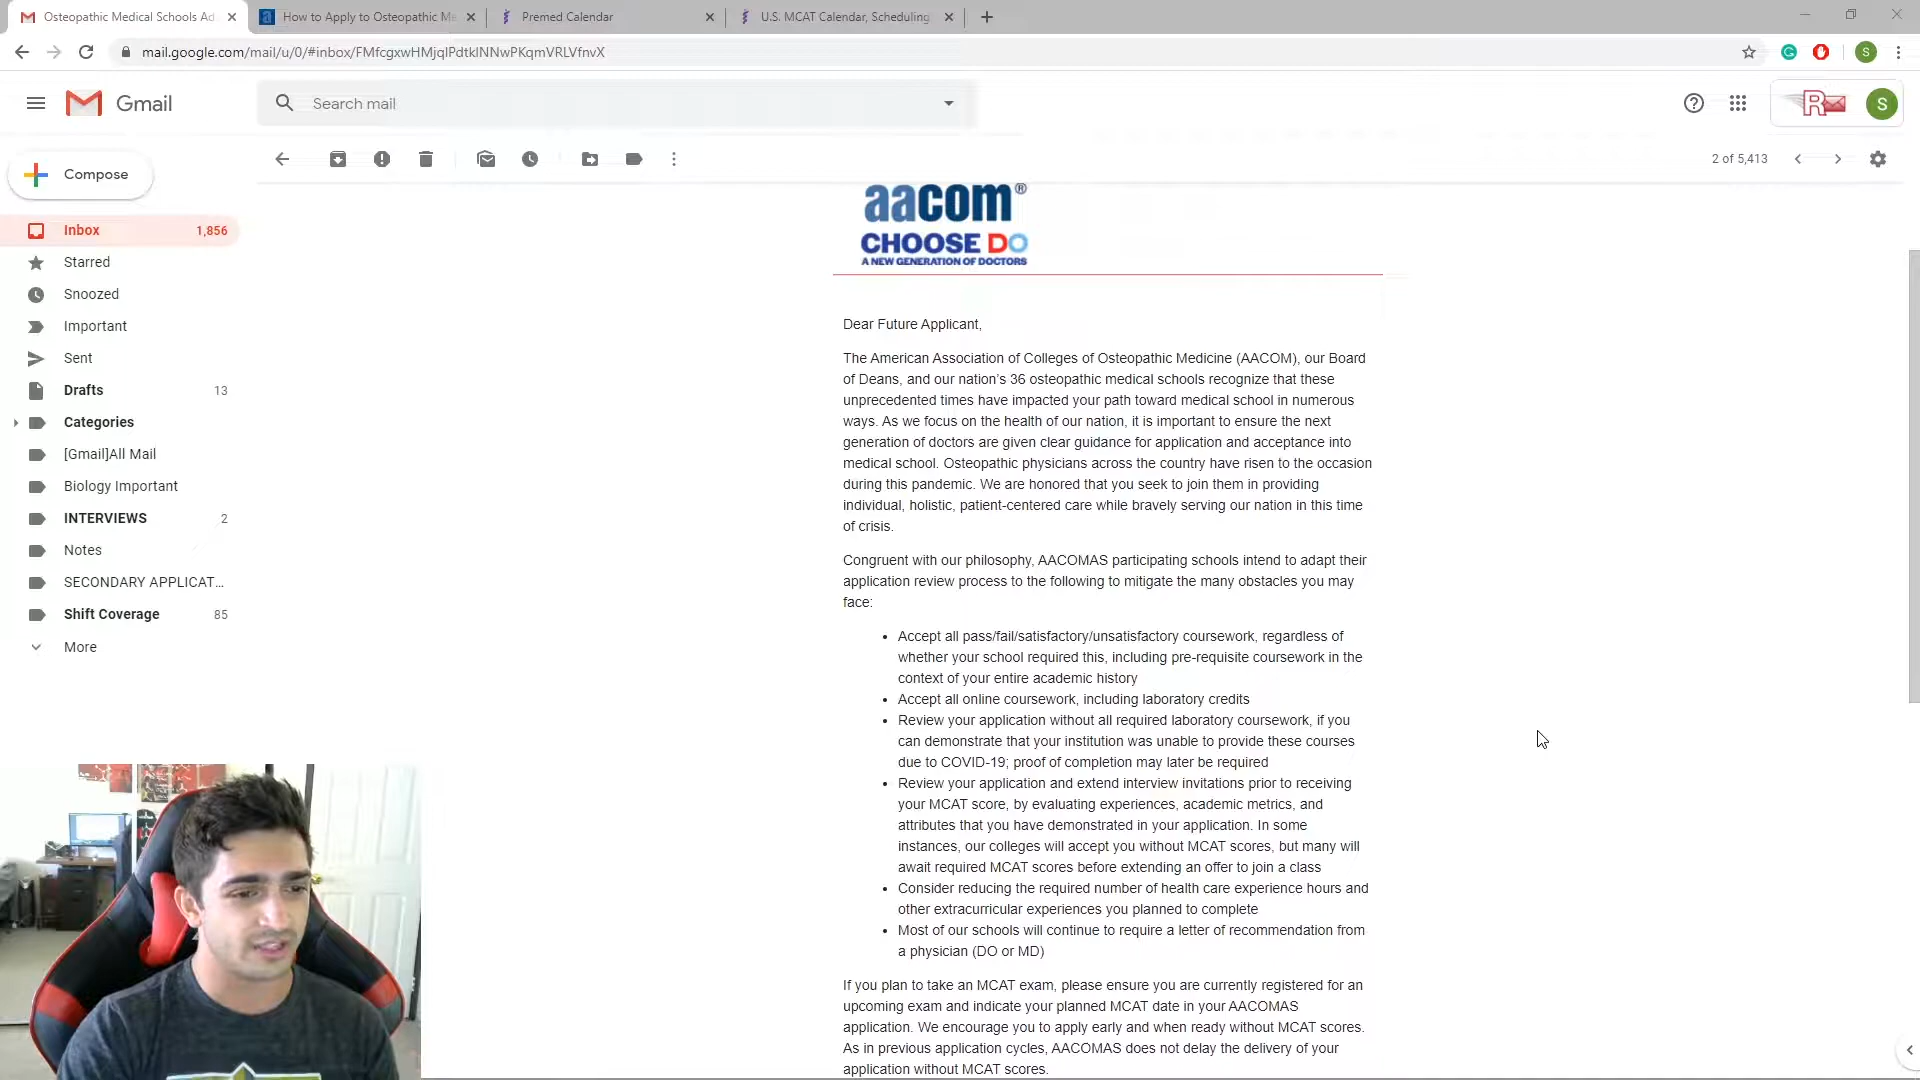 Osteopathic Medical Schools Ad
How to Apply to Osteopathic Me
Premed Calendar
U.S. MCAT Calendar, Scheduling
mail.google.com/mail/u/0/#inbox/FMfcgxwHMjqlPdtklNNwPKqmVRLVfnvX
S
Gmail
Search mail
R
S
2 of 5,413
Compose
Inbox 1,856
Starred
Snoozed
Important
Sent
Drafts 13
Categories
[Gmail]All Mail
Biology Important
INTERVIEWS 2
Notes
SECONDARY APPLICAT...
Shift Coverage 85
More
aacom®
CHOOSE DO
A NEW GENERATION OF DOCTORS
Dear Future Applicant,
The American Association of Colleges of Osteopathic Medicine (AACOM), our Board
of Deans, and our nation's 36 osteopathic medical schools recognize that these
unprecedented times have impacted your path toward medical school in numerous
ways. As we focus on the health of our nation, it is important to ensure the next
generation of doctors are given clear guidance for application and acceptance into
medical school. Osteopathic physicians across the country have risen to the occasion
during this pandemic. We are honored that you seek to join them in providing
individual, holistic, patient-centered care while bravely serving our nation in this time
of crisis.
Congruent with our philosophy, AACOMAS participating schools intend to adapt their
application review process to the following to mitigate the many obstacles you may
face:
• Accept all pass/fail/satisfactory/unsatisfactory coursework, regardless of
whether your school required this, including pre-requisite coursework in the
context of your entire academic history
• Accept all online coursework, including laboratory credits
• Review your application without all required laboratory coursework, if you
can demonstrate that your institution was unable to provide these courses
due to COVID-19; proof of completion may later be required
• Review your application and extend interview invitations prior to receiving
your MCAT score, by evaluating experiences, academic metrics, and
attributes that you have demonstrated in your application. In some
instances, our colleges will accept you without MCAT scores, but many will
await required MCAT scores before extending an offer to join a class
• Consider reducing the required number of health care experience hours and
other extracurricular experiences you planned to complete
• Most of our schools will continue to require a letter of recommendation from
a physician (DO or MD)
If you plan to take an MCAT exam, please ensure you are currently registered for an
upcoming exam and indicate your planned MCAT date in your AACOMAS
application. We encourage you to apply early and when ready without MCAT scores.
As in previous application cycles, AACOMAS does not delay the delivery of your
application without MCAT scores.